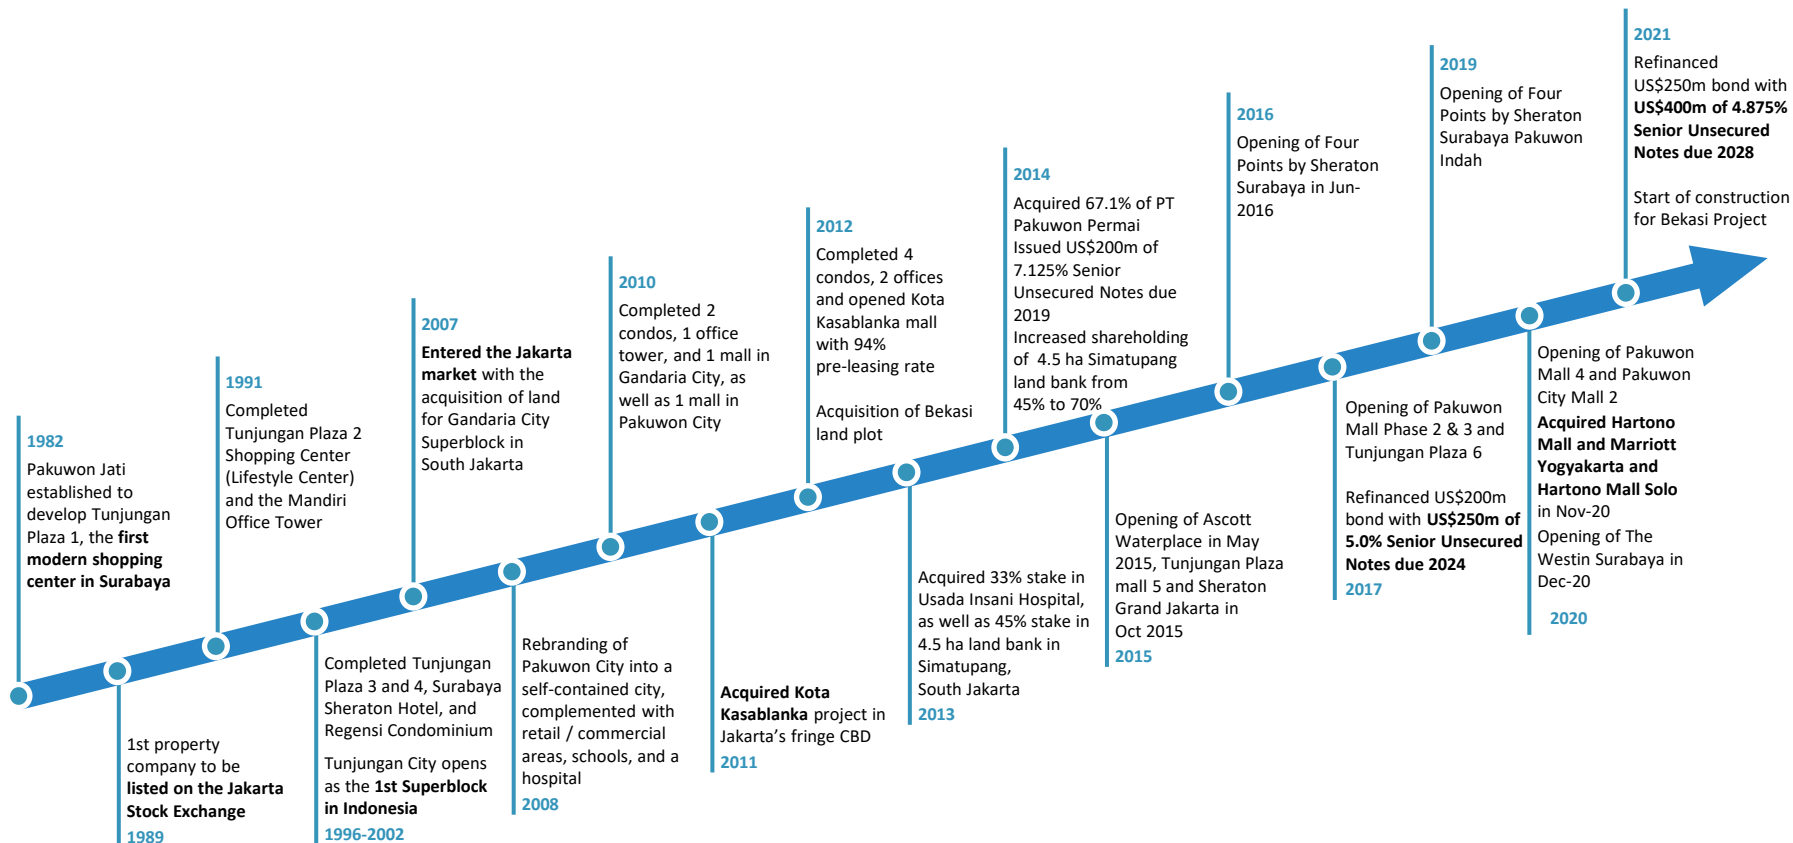 1982
Pakuwon Jati
established to
develop Tunjungan
Plaza 1, the first
modern shopping
center in Surabaya
1st property
company to be
listed on the Jakarta
Stock Exchange
1989
1991
Completed
Tunjungan Plaza 2
Shopping Center
(Lifestyle Center)
and the Mandiri
Office Tower
Completed Tunjungan
Plaza 3 and 4, Surabaya
Sheraton Hotel, and
Regensi Condominium
Tunjungan City opens
as the 1st Superblock
in Indonesia
1996-2002
2007
Entered the Jakarta
market with the
acquisition of land
for Gandaria City
Superblock in
South Jakarta
Rebranding of
Pakuwon City into a
self-contained city,
complemented with
retail / commercial
areas, schools, and a
hospital
2008
2010
Completed 2
condos, 1 office
tower, and 1 mall in
Gandaria City, as
well as 1 mall in
Pakuwon City
Acquired Kota
Kasablanka project in
Jakarta’s fringe CBD
2011
2012
Completed 4
condos, 2 offices
and opened Kota
Kasablanka mall
with 94%
pre-leasing rate
Acquisition of Bekasi
land plot
Acquired 33% stake in
Usada Insani Hospital,
as well as 45% stake in
4.5 ha land bank in
Simatupang,
South Jakarta
2013
2014
Acquired 67.1% of PT
Pakuwon Permai
Issued US$200m of
7.125% Senior
Unsecured Notes due
2019
Increased shareholding
of 4.5 ha Simatupang
land bank from
45% to 70%
Opening of Ascott
Waterplace in May
2015, Tunjungan Plaza
mall 5 and Sheraton
Grand Jakarta in
Oct 2015
2015
2016
Opening of Four
Points by Sheraton
Surabaya in Jun-
2016
Opening of Pakuwon
Mall Phase 2 & 3 and
Tunjungan Plaza 6
Refinanced US$200m
bond with US$250m of
5.0% Senior Unsecured
Notes due 2024
2017
2019
Opening of Four
Points by Sheraton
Surabaya Pakuwon
Indah
Opening of Pakuwon
Mall 4 and Pakuwon
City Mall 2
Acquired Hartono
Mall and Marriott
Yogyakarta and
Hartono Mall Solo
in Nov-20
Opening of The
Westin Surabaya in
Dec-20
2020
2021
Refinanced
US$250m bond with
US$400m of 4.875%
Senior Unsecured
Notes due 2028
Start of construction
for Bekasi Project